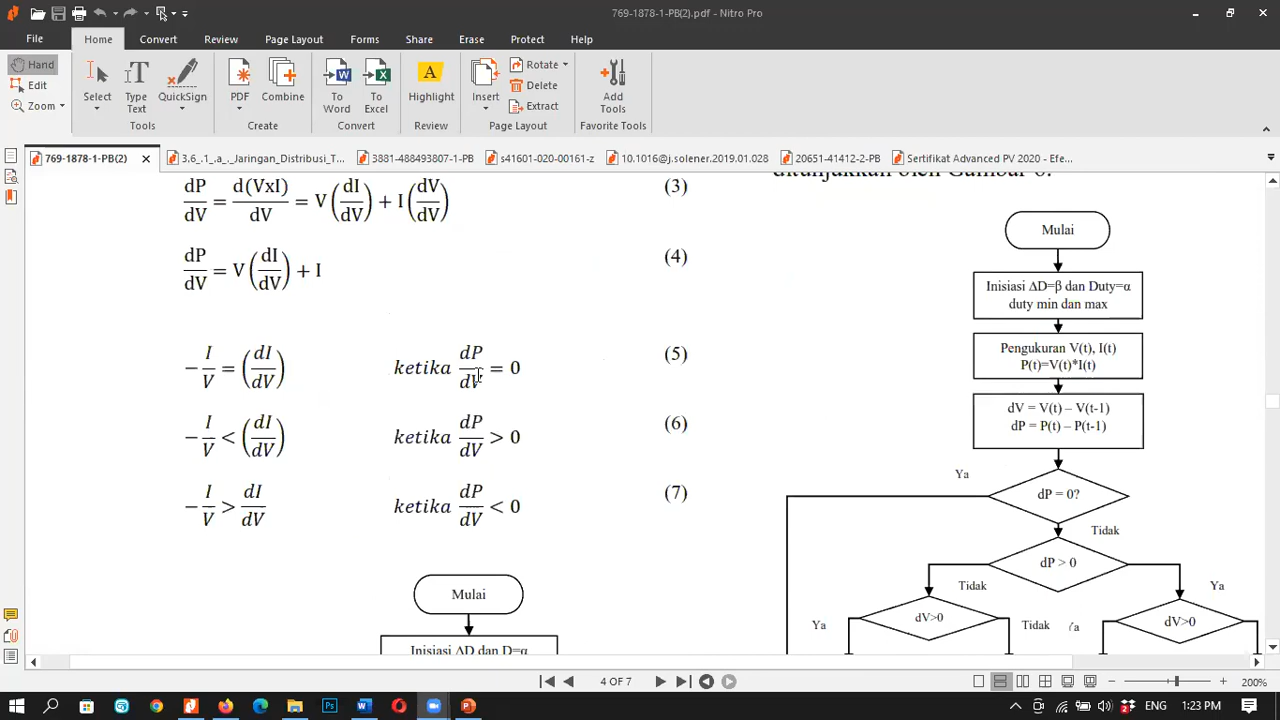 769-1878-1-PB(2).pdf - Nitro Pro
File Home Convert Review Page Layout Forms Share Erase Protect Help
Hand
Edit
Zoom
Select
Type Text
QuickSign
Tools
PDF
Combine
Create
To Word
To Excel
Convert
Highlight
Review
Insert
Rotate
Delete
Extract
Page Layout
Add Tools
Favorite Tools
769-1878-1-PB(2)
3.6_.1_.a_._Jaringan_Distribusi_T...
3881-488493807-1-PB
s41601-020-00161-z
10.1016@j.solener.2019.01.028
20651-41412-2-PB
Sertifikat Advanced PV 2020 - Efe...
ditunjukkan oleh Gambar 6.
dP/dV = d(VxI)/dV = V(dI/dV) + I(dV/dV) (3)
dP/dV = V(dI/dV) + I (4)
−I/V = (dI/dV) ketika dP/dV = 0 (5)
−I/V < (dI/dV) ketika dP/dV > 0 (6)
−I/V > dI/dV ketika dP/dV < 0 (7)
Mulai
Inisiasi ΔD dan D=α
Mulai
Inisiasi ΔD=β dan Duty=α
duty min dan max
Pengukuran V(t), I(t)
P(t)=V(t)*I(t)
dV = V(t) – V(t-1)
dP = P(t) – P(t-1)
Ya
dP = 0?
Tidak
dP > 0
Tidak
Ya
Ya
dV>0
Tidak
dV>0
4 OF 7
200%
ENG
1:23 PM